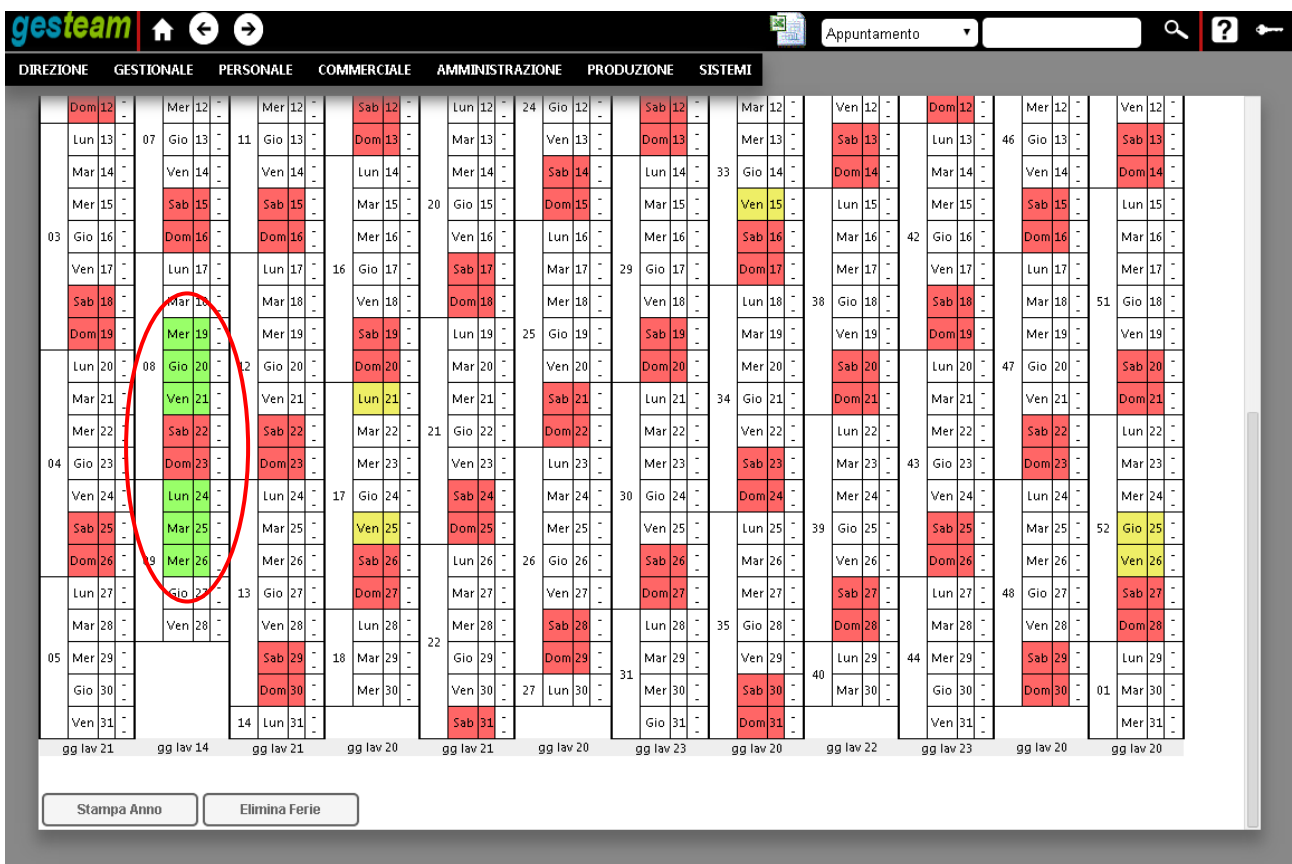 gesteam Appuntamento ?
DIREZIONE GESTIONALE PERSONALE COMMERCIALE AMMINISTRAZIONE PRODUZIONE SISTEMI
Dom 12 - Mer 12 - Mer 12 - Sab 12 - Lun 12 - 24 Gio 12 - Sab 12 - Mar 12 - Ven 12 - Dom 12 - Mer 12 - Ven 12 -
Lun 13 - 07 Gio 13 - 11 Gio 13 - Dom 13 - Mar 13 - Ven 13 - Dom 13 - Mer 13 - Sab 13 - Lun 13 - 46 Gio 13 - Sab 13 -
Mar 14 - Ven 14 - Ven 14 - Lun 14 - Mer 14 - Sab 14 - Lun 14 - 33 Gio 14 - Dom 14 - Mar 14 - Ven 14 - Dom 14 -
Mer 15 - Sab 15 - Sab 15 - Mar 15 - 20 Gio 15 - Dom 15 - Mar 15 - Ven 15 - Lun 15 - Mer 15 - Sab 15 - Lun 15 -
03 Gio 16 - Dom 16 - Dom 16 - Mer 16 - Ven 16 - Lun 16 - Mer 16 - Sab 16 - Mar 16 - 42 Gio 16 - Dom 16 - Mar 16 -
Ven 17 - Lun 17 - Lun 17 - 16 Gio 17 - Sab 17 - Mar 17 - 29 Gio 17 - Dom 17 - Mer 17 - Ven 17 - Lun 17 - Mer 17 -
Sab 18 - Mar 18 - Mar 18 - Ven 18 - Dom 18 - Mer 18 - Ven 18 - Lun 18 - 38 Gio 18 - Sab 18 - Mar 18 - 51 Gio 18 -
Dom 19 - Mer 19 - Mer 19 - Sab 19 - Lun 19 - 25 Gio 19 - Sab 19 - Mar 19 - Ven 19 - Dom 19 - Mer 19 - Ven 19 -
Lun 20 - 08 Gio 20 - 12 Gio 20 - Dom 20 - Mar 20 - Ven 20 - Dom 20 - Mer 20 - Sab 20 - Lun 20 - 47 Gio 20 - Sab 20 -
Mar 21 - Ven 21 - Ven 21 - Lun 21 - Mer 21 - Sab 21 - Lun 21 - 34 Gio 21 - Dom 21 - Mar 21 - Ven 21 - Dom 21 -
Mer 22 - Sab 22 - Sab 22 - Mar 22 - 21 Gio 22 - Dom 22 - Mar 22 - Ven 22 - Lun 22 - Mer 22 - Sab 22 - Lun 22 -
04 Gio 23 - Dom 23 - Dom 23 - Mer 23 - Ven 23 - Lun 23 - Mer 23 - Sab 23 - Mar 23 - 43 Gio 23 - Dom 23 - Mar 23 -
Ven 24 - Lun 24 - Lun 24 - 17 Gio 24 - Sab 24 - Mar 24 - 30 Gio 24 - Dom 24 - Mer 24 - Ven 24 - Lun 24 - Mer 24 -
Sab 25 - Mar 25 - Mar 25 - Ven 25 - Dom 25 - Mer 25 - Ven 25 - Lun 25 - 39 Gio 25 - Sab 25 - Mar 25 - 52 Gio 25 -
Dom 26 - 09 Mer 26 - Mer 26 - Sab 26 - Lun 26 - 26 Gio 26 - Sab 26 - Mar 26 - Ven 26 - Dom 26 - Mer 26 - Ven 26 -
Lun 27 - Gio 27 - 13 Gio 27 - Dom 27 - Mar 27 - Ven 27 - Dom 27 - Mer 27 - Sab 27 - Lun 27 - 48 Gio 27 - Sab 27 -
Mar 28 - Ven 28 - Ven 28 - Lun 28 - 22 Mer 28 - Sab 28 - Lun 28 - 35 Gio 28 - Dom 28 - Mar 28 - Ven 28 - Dom 28 -
05 Mer 29 - Sab 29 - 18 Mar 29 - Gio 29 - Dom 29 - 31 Mar 29 - Ven 29 - 40 Lun 29 - 44 Mer 29 - Sab 29 - Lun 29 -
Gio 30 - Dom 30 - Mer 30 - Ven 30 - 27 Lun 30 - Mer 30 - Sab 30 - Mar 30 - Gio 30 - Dom 30 - 01 Mar 30 -
Ven 31 - 14 Lun 31 - Sab 31 - Gio 31 - Dom 31 - Ven 31 - Mer 31 -
gg lav 21 gg lav 14 gg lav 21 gg lav 20 gg lav 21 gg lav 20 gg lav 23 gg lav 20 gg lav 22 gg lav 23 gg lav 20 gg lav 20
Stampa Anno Elimina Ferie